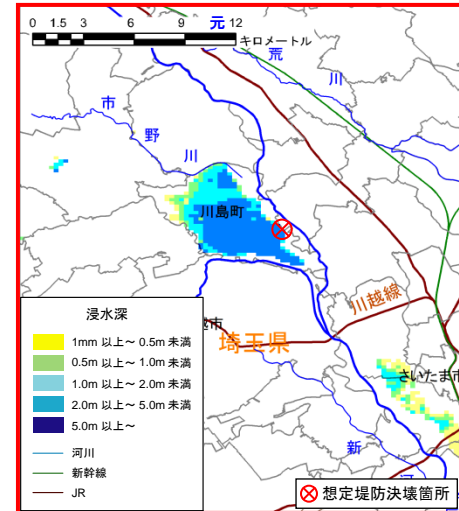 元
0 1.5 3 6 9 12
キロメートル
荒
川
市
野
川
川島町
川越線
越市
埼玉県
さいたま市
新
河
浸水深
1mm 以上～ 0.5m 未満
0.5m 以上～ 1.0m 未満
1.0m 以上～ 2.0m 未満
2.0m 以上～ 5.0m 未満
5.0m 以上～
河川
新幹線
JR
想定堤防決壊箇所